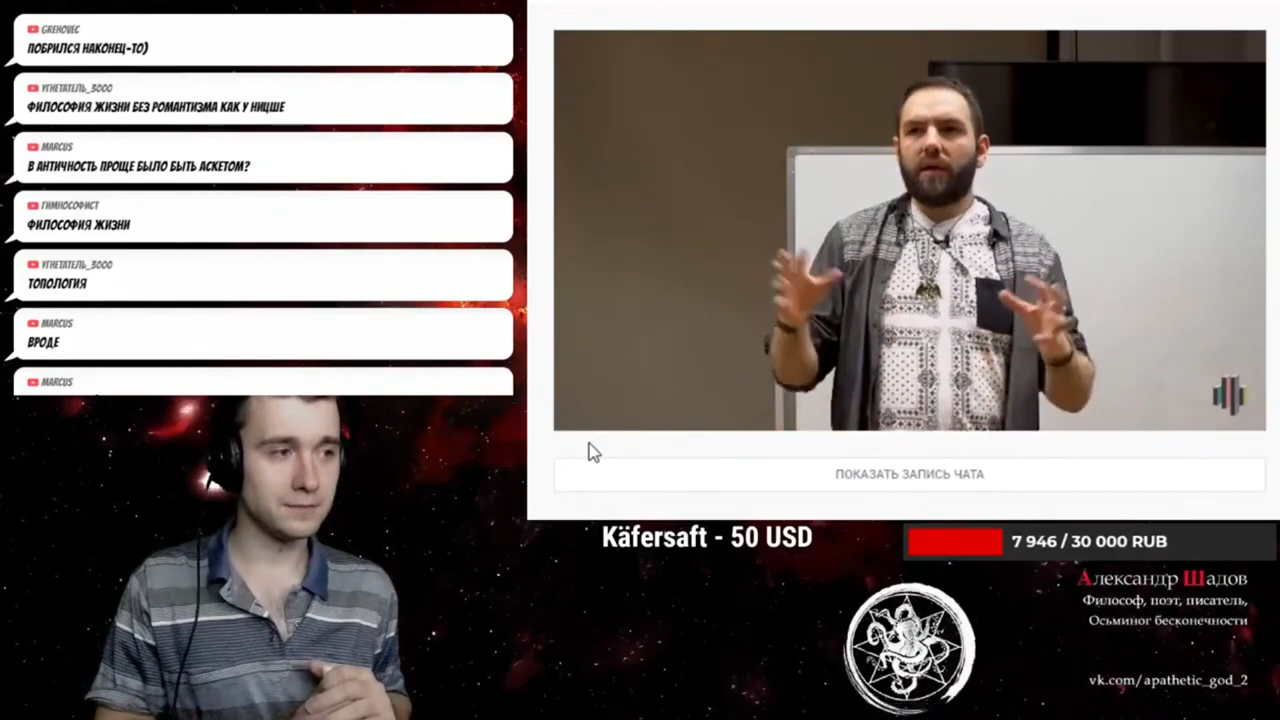 GREHOVEC
ПОБРИЛСЯ НАКОНЕЦ-ТО)
УГНЕТАТЕЛЬ_3000
ФИЛОСОФИЯ ЖИЗНИ БЕЗ РОМАНТИЗМА КАК У НИЦШЕ
MARCUS
В АНТИЧНОСТЬ ПРОЩЕ БЫЛО БЫТЬ АСКЕТОМ?
ГИМНОСОФИСТ
ФИЛОСОФИЯ ЖИЗНИ
УГНЕТАТЕЛЬ_3000
ТОПОЛОГИЯ
MARCUS
ВРОДЕ
MARCUS
ПОКАЗАТЬ ЗАПИСЬ ЧАТА
Käfersaft - 50 USD
7 946 / 30 000 RUB
Александр Шадов
Философ, поэт, писатель,
Осьминог бесконечности
vk.com/apathetic_god_2